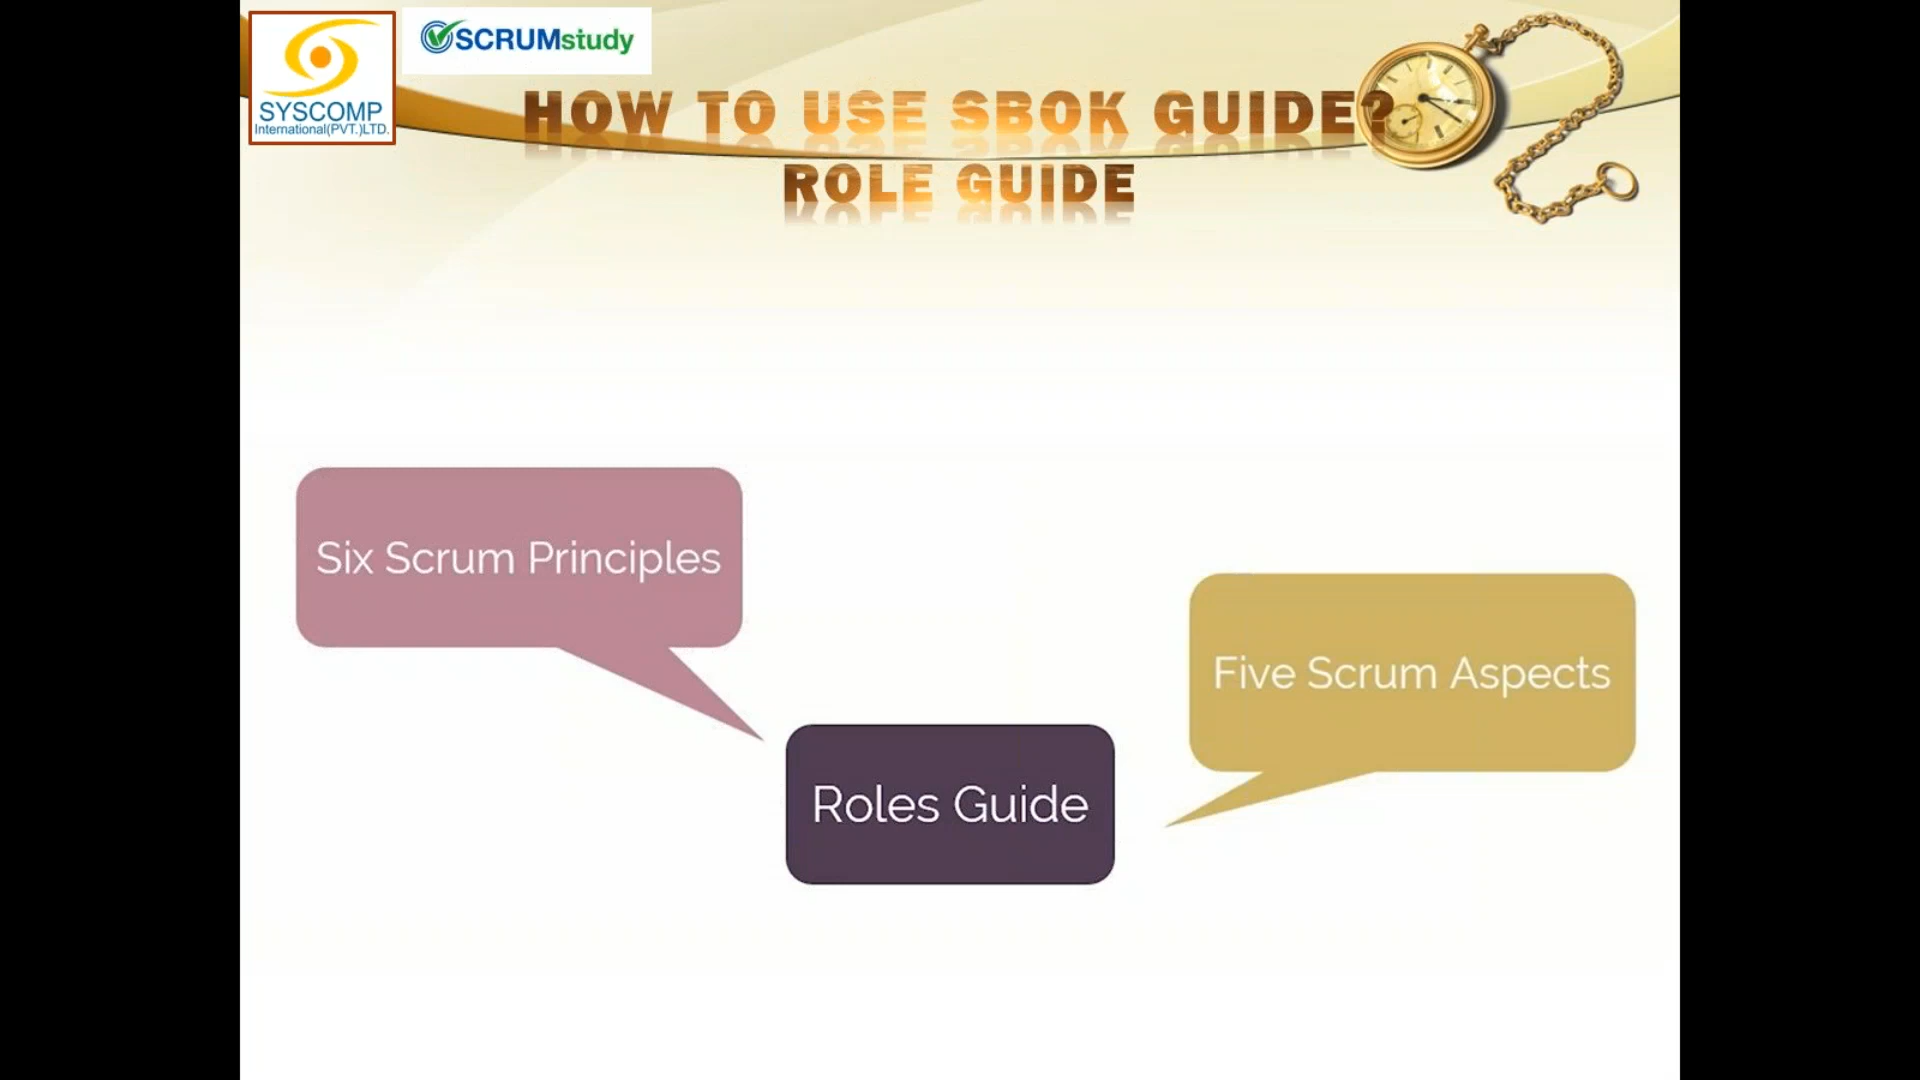 SYSCOMP
International(PVT.)LTD.
SCRUMstudy
HOW TO USE SBOK GUIDE?
ROLE GUIDE
Six Scrum Principles
Five Scrum Aspects
Roles Guide